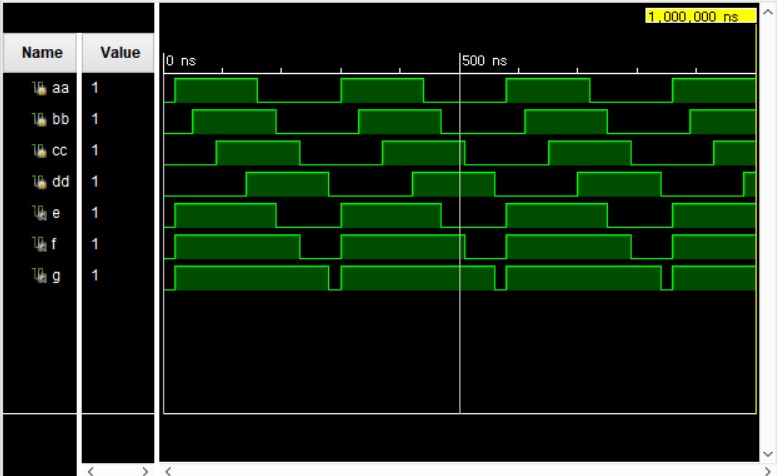 1,000,000 ns
Name Value
0 ns 500 ns
aa 1
bb 1
cc 1
dd 1
e 1
f 1
g 1